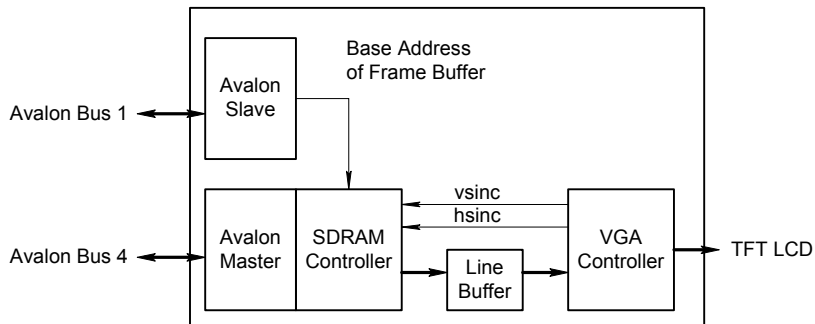 Base Address
of Frame Buffer
Avalon
Slave
Avalon Bus 1
vsinc
hsinc
Avalon Bus 4
Avalon
Master
SDRAM
Controller
Line
Buffer
VGA
Controller
TFT LCD